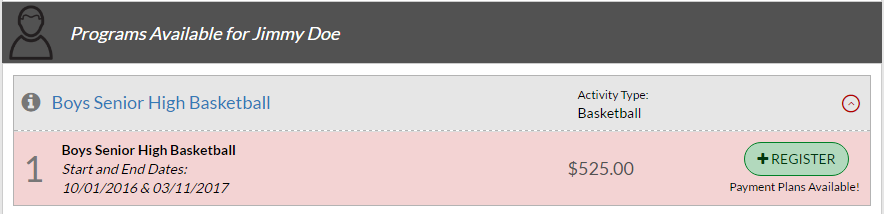 Programs Available for Jimmy Doe
Boys Senior High Basketball
Activity Type:
Basketball
1
Boys Senior High Basketball
Start and End Dates:
10/01/2016 & 03/11/2017
$525.00
+ REGISTER
Payment Plans Available!